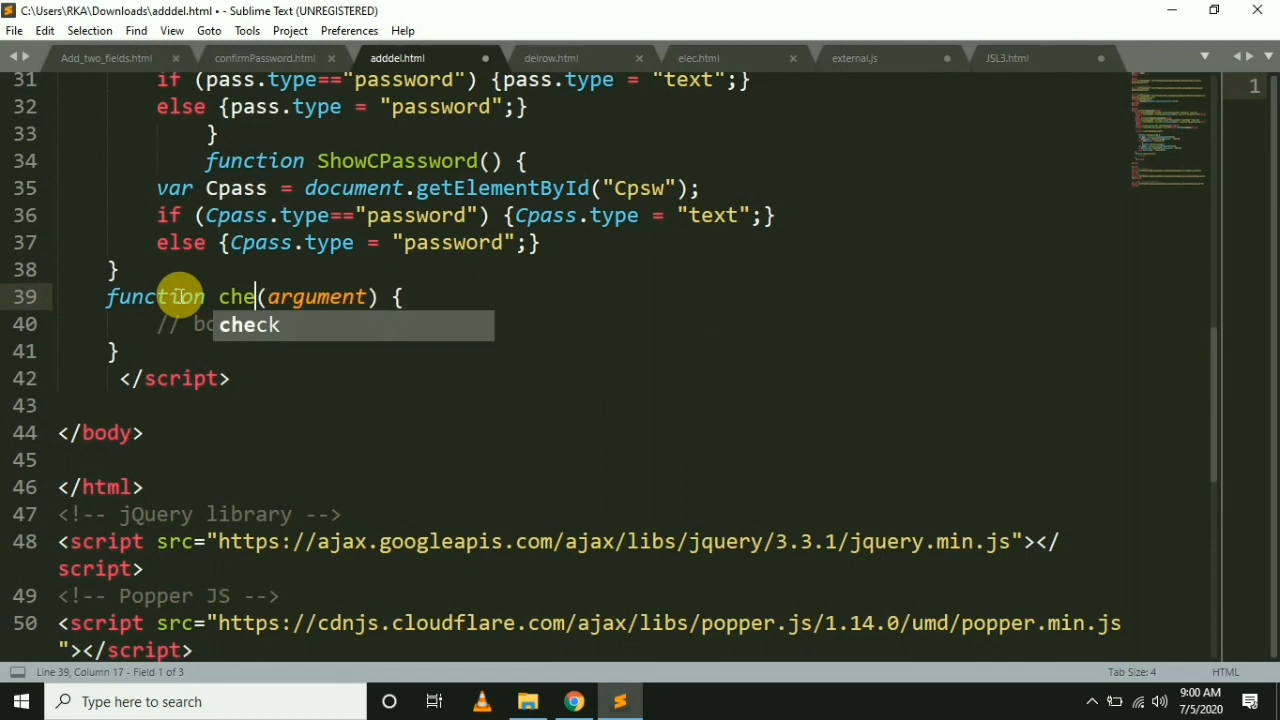 C:\Users\RKA\Downloads\adddel.html • - Sublime Text (UNREGISTERED)
File Edit Selection Find View Goto Tools Project Preferences Help
Add_two_fields.html confirmPassword.html adddel.html delrow.html elec.html external.js JSL3.html
31 if (pass.type=="password") {pass.type = "text";}
32 else {pass.type = "password";}
33 }
34 function ShowCPassword() {
35 var Cpass = document.getElementById("Cpsw");
36 if (Cpass.type=="password") {Cpass.type = "text";}
37 else {Cpass.type = "password";}
38 }
39 function che(argument) {
40 // bo
check
41 }
42 </script>
43
44 </body>
45
46 </html>
47 <!-- jQuery library -->
48 <script src="https://ajax.googleapis.com/ajax/libs/jquery/3.3.1/jquery.min.js"></
script>
49 <!-- Popper JS -->
50 <script src="https://cdnjs.cloudflare.com/ajax/libs/popper.js/1.14.0/umd/popper.min.js
"></script>
1
Line 39, Column 17 - Field 1 of 3 Tab Size: 4 HTML
Type here to search
9:00 AM
7/5/2020